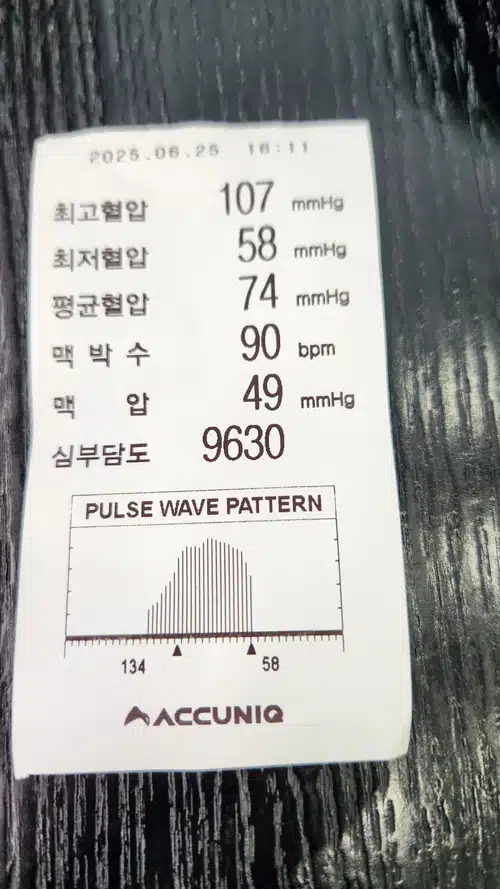 2025.06.25 16:11
최고혈압 107 mmHg
최저혈압 58 mmHg
평균혈압 74 mmHg
맥 박 수 90 bpm
맥 압 49 mmHg
심부담도 9630
PULSE WAVE PATTERN
134 58
ACCUNIQ